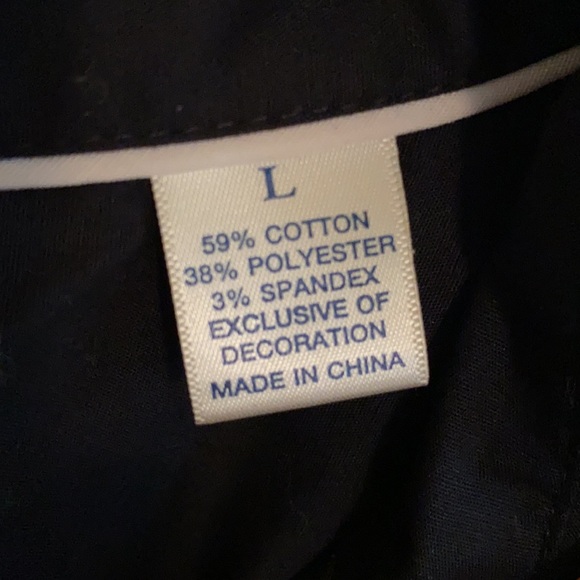 L
59% COTTON
38% POLYESTER
3% SPANDEX
EXCLUSIVE OF
DECORATION
MADE IN CHINA